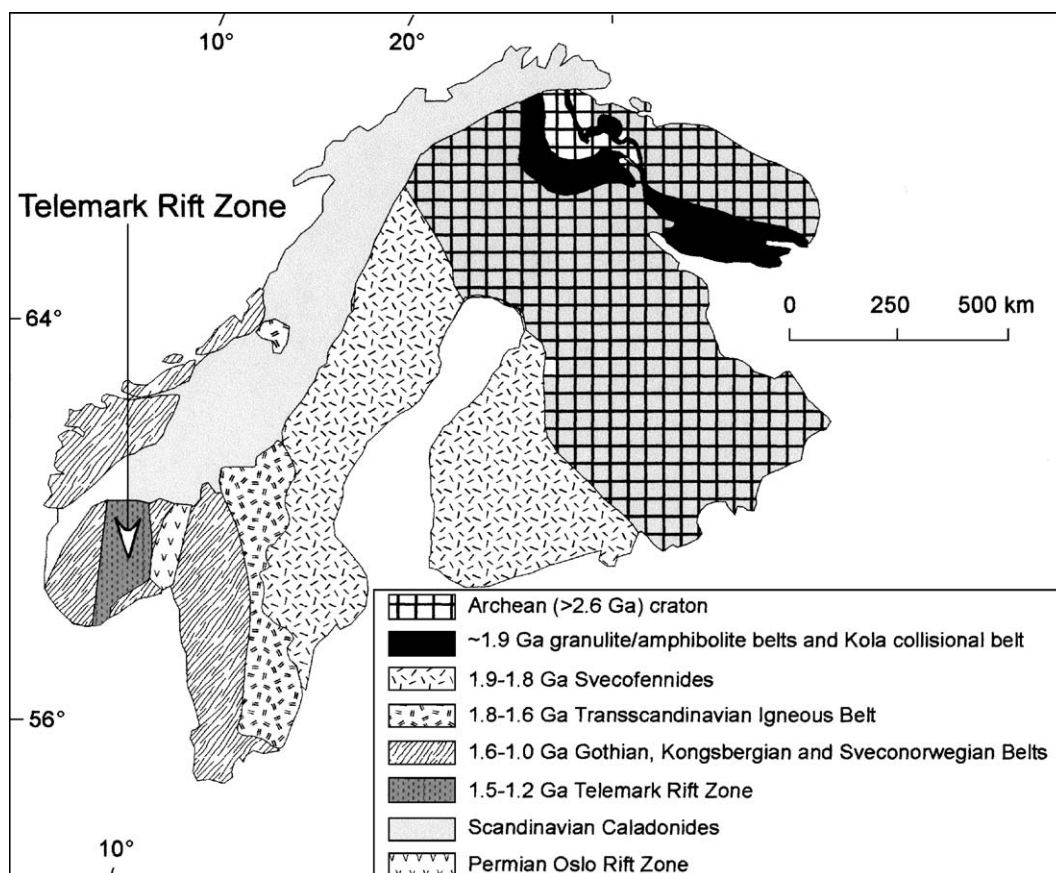 10°
20°
Telemark Rift Zone
64°
0 250 500 km
56°
10°
Archean (>2.6 Ga) craton
~1.9 Ga granulite/amphibolite belts and Kola collisional belt
1.9-1.8 Ga Svecofennides
1.8-1.6 Ga Transscandinavian Igneous Belt
1.6-1.0 Ga Gothian, Kongsbergian and Sveconorwegian Belts
1.5-1.2 Ga Telemark Rift Zone
Scandinavian Caladonides
Permian Oslo Rift Zone